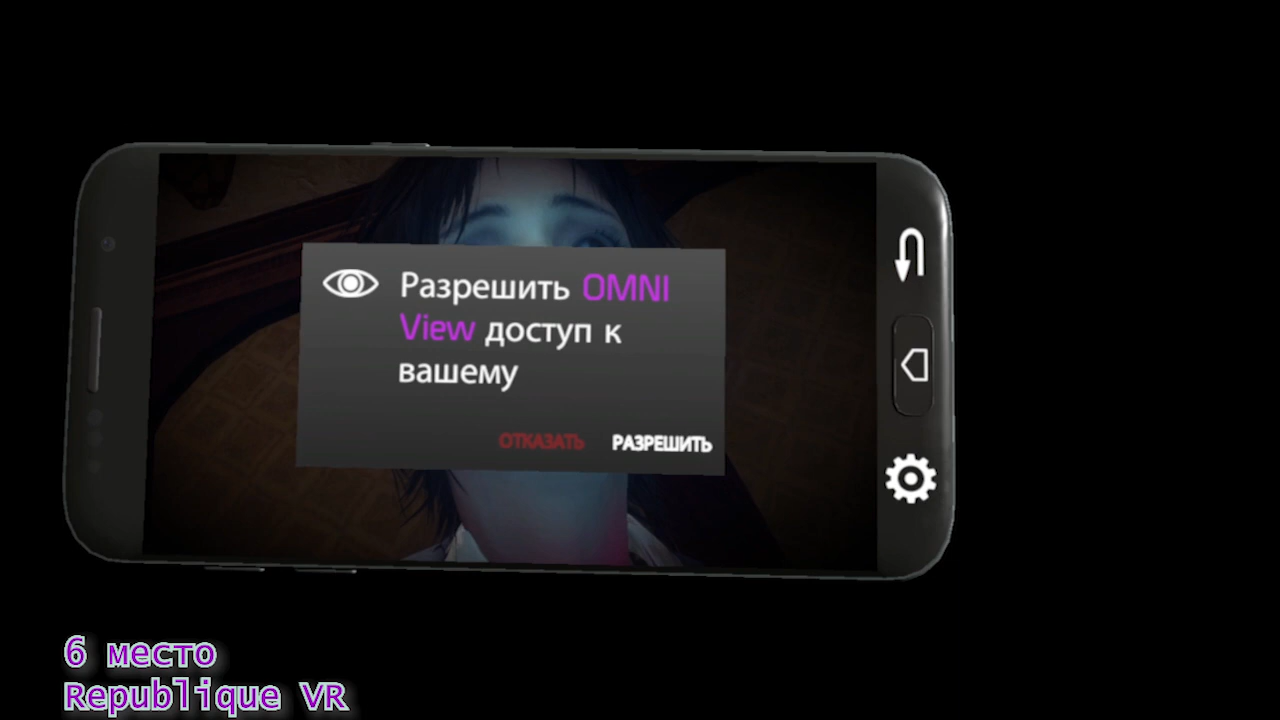 Разрешить OMNI
View доступ к
вашему
ОТКАЗАТЬ РАЗРЕШИТЬ
6 место
Republique VR